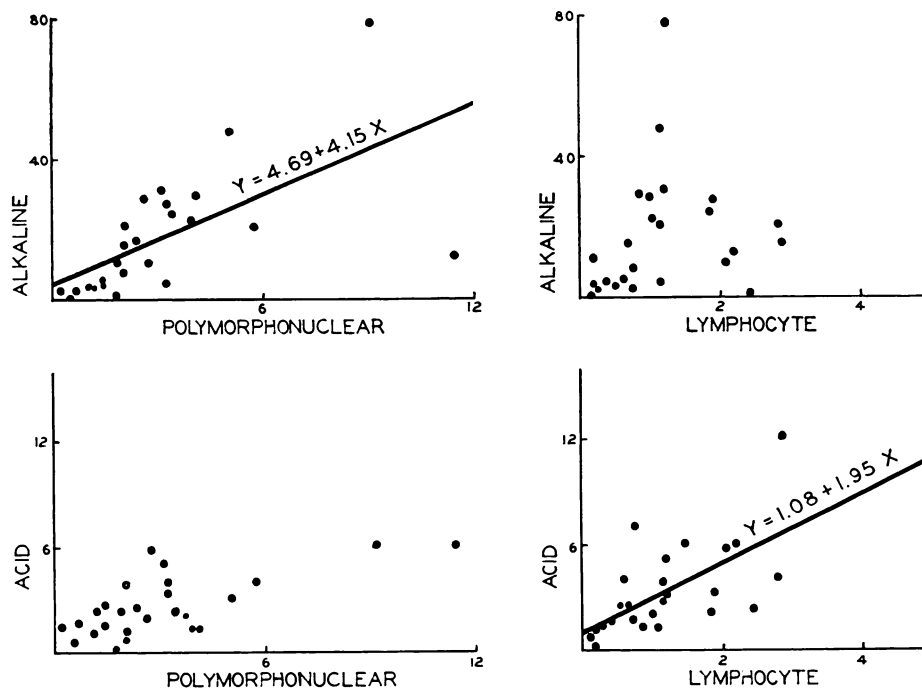 80
40
ALKALINE
Y = 4.69+4.15 X
6
12
POLYMORPHONUCLEAR
80
40
ALKALINE
2
4
LYMPHOCYTE
12
6
ACID
6
12
POLYMORPHONUCLEAR
12
6
ACID
Y=1.08+1.95 X
2
4
LYMPHOCYTE